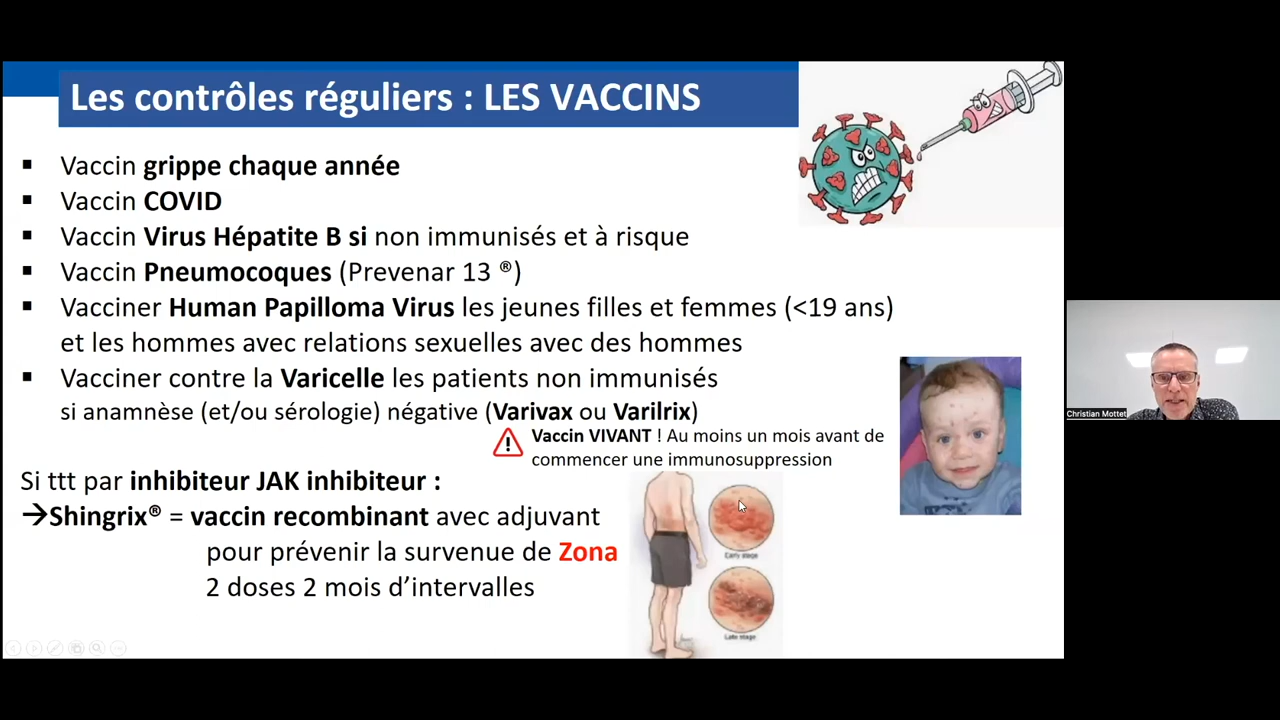 Les contrôles réguliers : LES VACCINS
▪ Vaccin grippe chaque année
▪ Vaccin COVID
▪ Vaccin Virus Hépatite B si non immunisés et à risque
▪ Vaccin Pneumocoques (Prevenar 13 ®)
▪ Vacciner Human Papilloma Virus les jeunes filles et femmes (<19 ans)
et les hommes avec relations sexuelles avec des hommes
▪ Vacciner contre la Varicelle les patients non immunisés
si anamnèse (et/ou sérologie) négative (Varivax ou Varilrix)
Vaccin VIVANT ! Au moins un mois avant de
commencer une immunosuppression
Si ttt par inhibiteur JAK inhibiteur :
→Shingrix® = vaccin recombinant avec adjuvant
pour prévenir la survenue de Zona
2 doses 2 mois d'intervalles
Early stage
Late stage
Christian Mottet